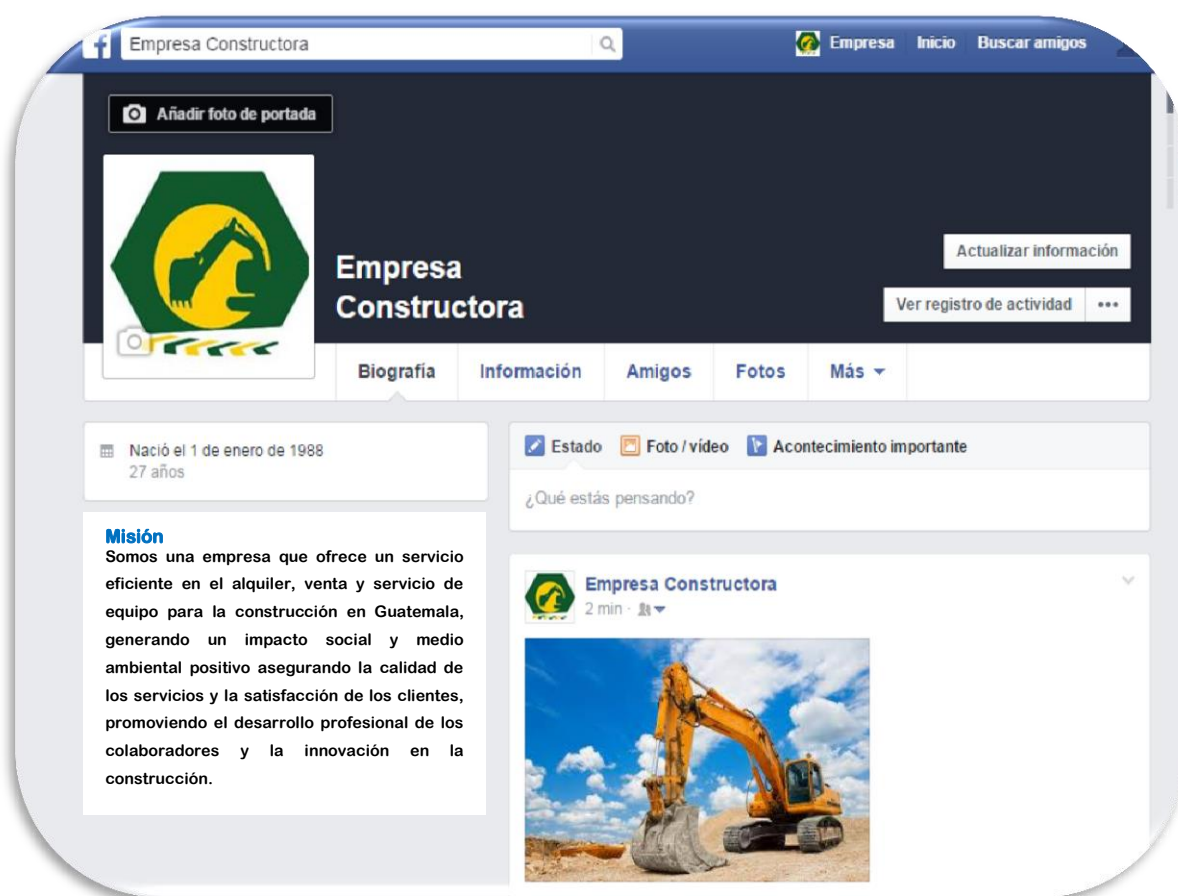 f
Empresa Constructora
Empresa Inicio Buscar amigos
Añadir foto de portada
Empresa
Constructora
Actualizar información
Ver registro de actividad
Biografía Información Amigos Fotos Más
Nació el 1 de enero de 1988
27 años
Estado Foto / vídeo Acontecimiento importante
¿Qué estás pensando?
Misión
Somos una empresa que ofrece un servicio
eficiente en el alquiler, venta y servicio de
equipo para la construcción en Guatemala,
generando un impacto social y medio
ambiental positivo asegurando la calidad de
los servicios y la satisfacción de los clientes,
promoviendo el desarrollo profesional de los
colaboradores y la innovación en la
construcción.
Empresa Constructora
2 min ·